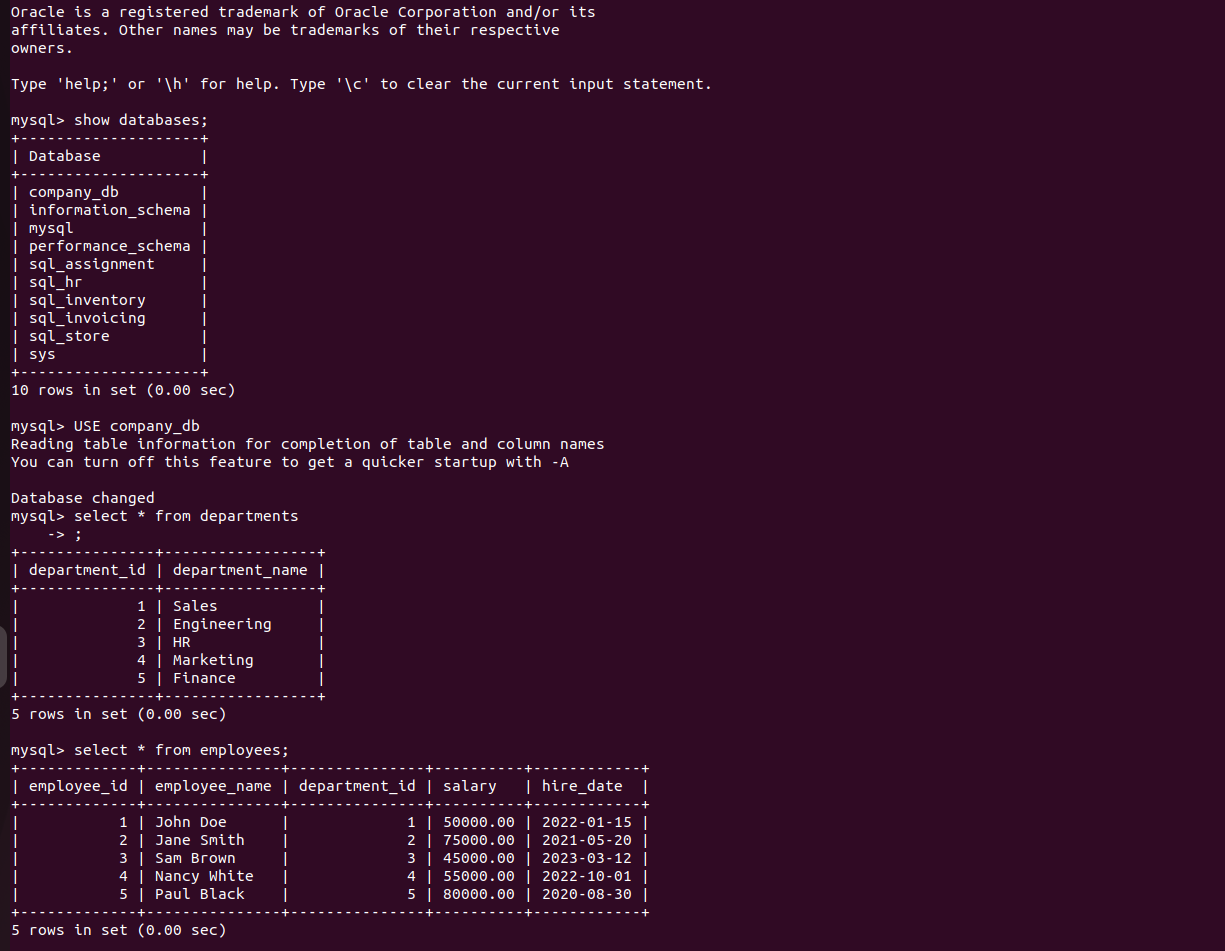 Oracle is a registered trademark of Oracle Corporation and/or its
affiliates. Other names may be trademarks of their respective
owners.

Type 'help;' or '\h' for help. Type '\c' to clear the current input statement.

mysql> show databases;
+--------------------+
| Database           |
+--------------------+
| company_db         |
| information_schema |
| mysql              |
| performance_schema |
| sql_assignment     |
| sql_hr             |
| sql_inventory      |
| sql_invoicing      |
| sql_store          |
| sys                |
+--------------------+
10 rows in set (0.00 sec)

mysql> USE company_db
Reading table information for completion of table and column names
You can turn off this feature to get a quicker startup with -A

Database changed
mysql> select * from departments
    -> ;
+---------------+-----------------+
| department_id | department_name |
+---------------+-----------------+
|             1 | Sales           |
|             2 | Engineering     |
|             3 | HR              |
|             4 | Marketing       |
|             5 | Finance         |
+---------------+-----------------+
5 rows in set (0.00 sec)

mysql> select * from employees;
+-------------+---------------+---------------+----------+------------+
| employee_id | employee_name | department_id | salary   | hire_date  |
+-------------+---------------+---------------+----------+------------+
|           1 | John Doe      |             1 | 50000.00 | 2022-01-15 |
|           2 | Jane Smith    |             2 | 75000.00 | 2021-05-20 |
|           3 | Sam Brown     |             3 | 45000.00 | 2023-03-12 |
|           4 | Nancy White   |             4 | 55000.00 | 2022-10-01 |
|           5 | Paul Black    |             5 | 80000.00 | 2020-08-30 |
+-------------+---------------+---------------+----------+------------+
5 rows in set (0.00 sec)